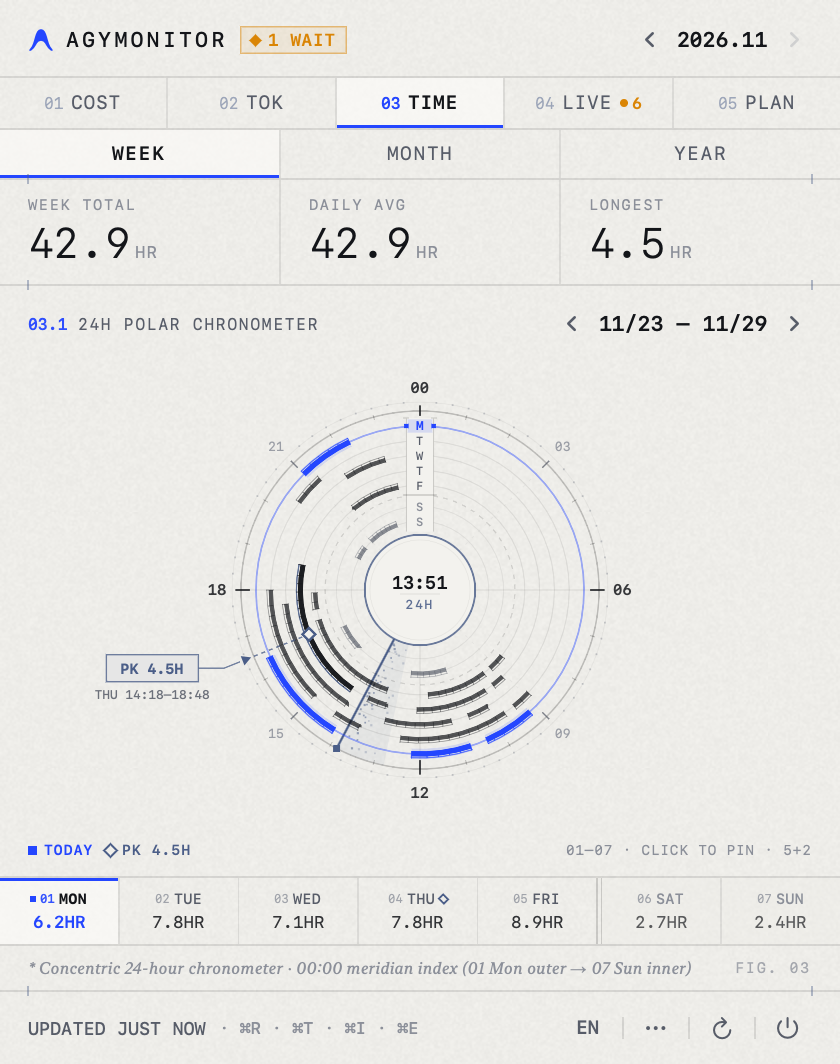 AGYMONITOR ◆ 1 WAIT < 2026.11 >
01 COST 02 TOK 03 TIME 04 LIVE ●6 05 PLAN
WEEK MONTH YEAR
WEEK TOTAL DAILY AVG LONGEST
42.9 HR 42.9 HR 4.5 HR
03.1 24H POLAR CHRONOMETER < 11/23 — 11/29 >
00
M
T
W
T
F
S
S
21 03
13:51
24H
18 06
PK 4.5H
THU 14:18—18:48
15 09
12
TODAY ◇ PK 4.5H 01—07 · CLICK TO PIN · 5+2
01 MON 02 TUE 03 WED 04 THU◇ 05 FRI 06 SAT 07 SUN
6.2HR 7.8HR 7.1HR 7.8HR 8.9HR 2.7HR 2.4HR
* Concentric 24-hour chronometer · 00:00 meridian index (01 Mon outer → 07 Sun inner) FIG. 03
UPDATED JUST NOW · ⌘R · ⌘T · ⌘I · ⌘E EN | ••• |